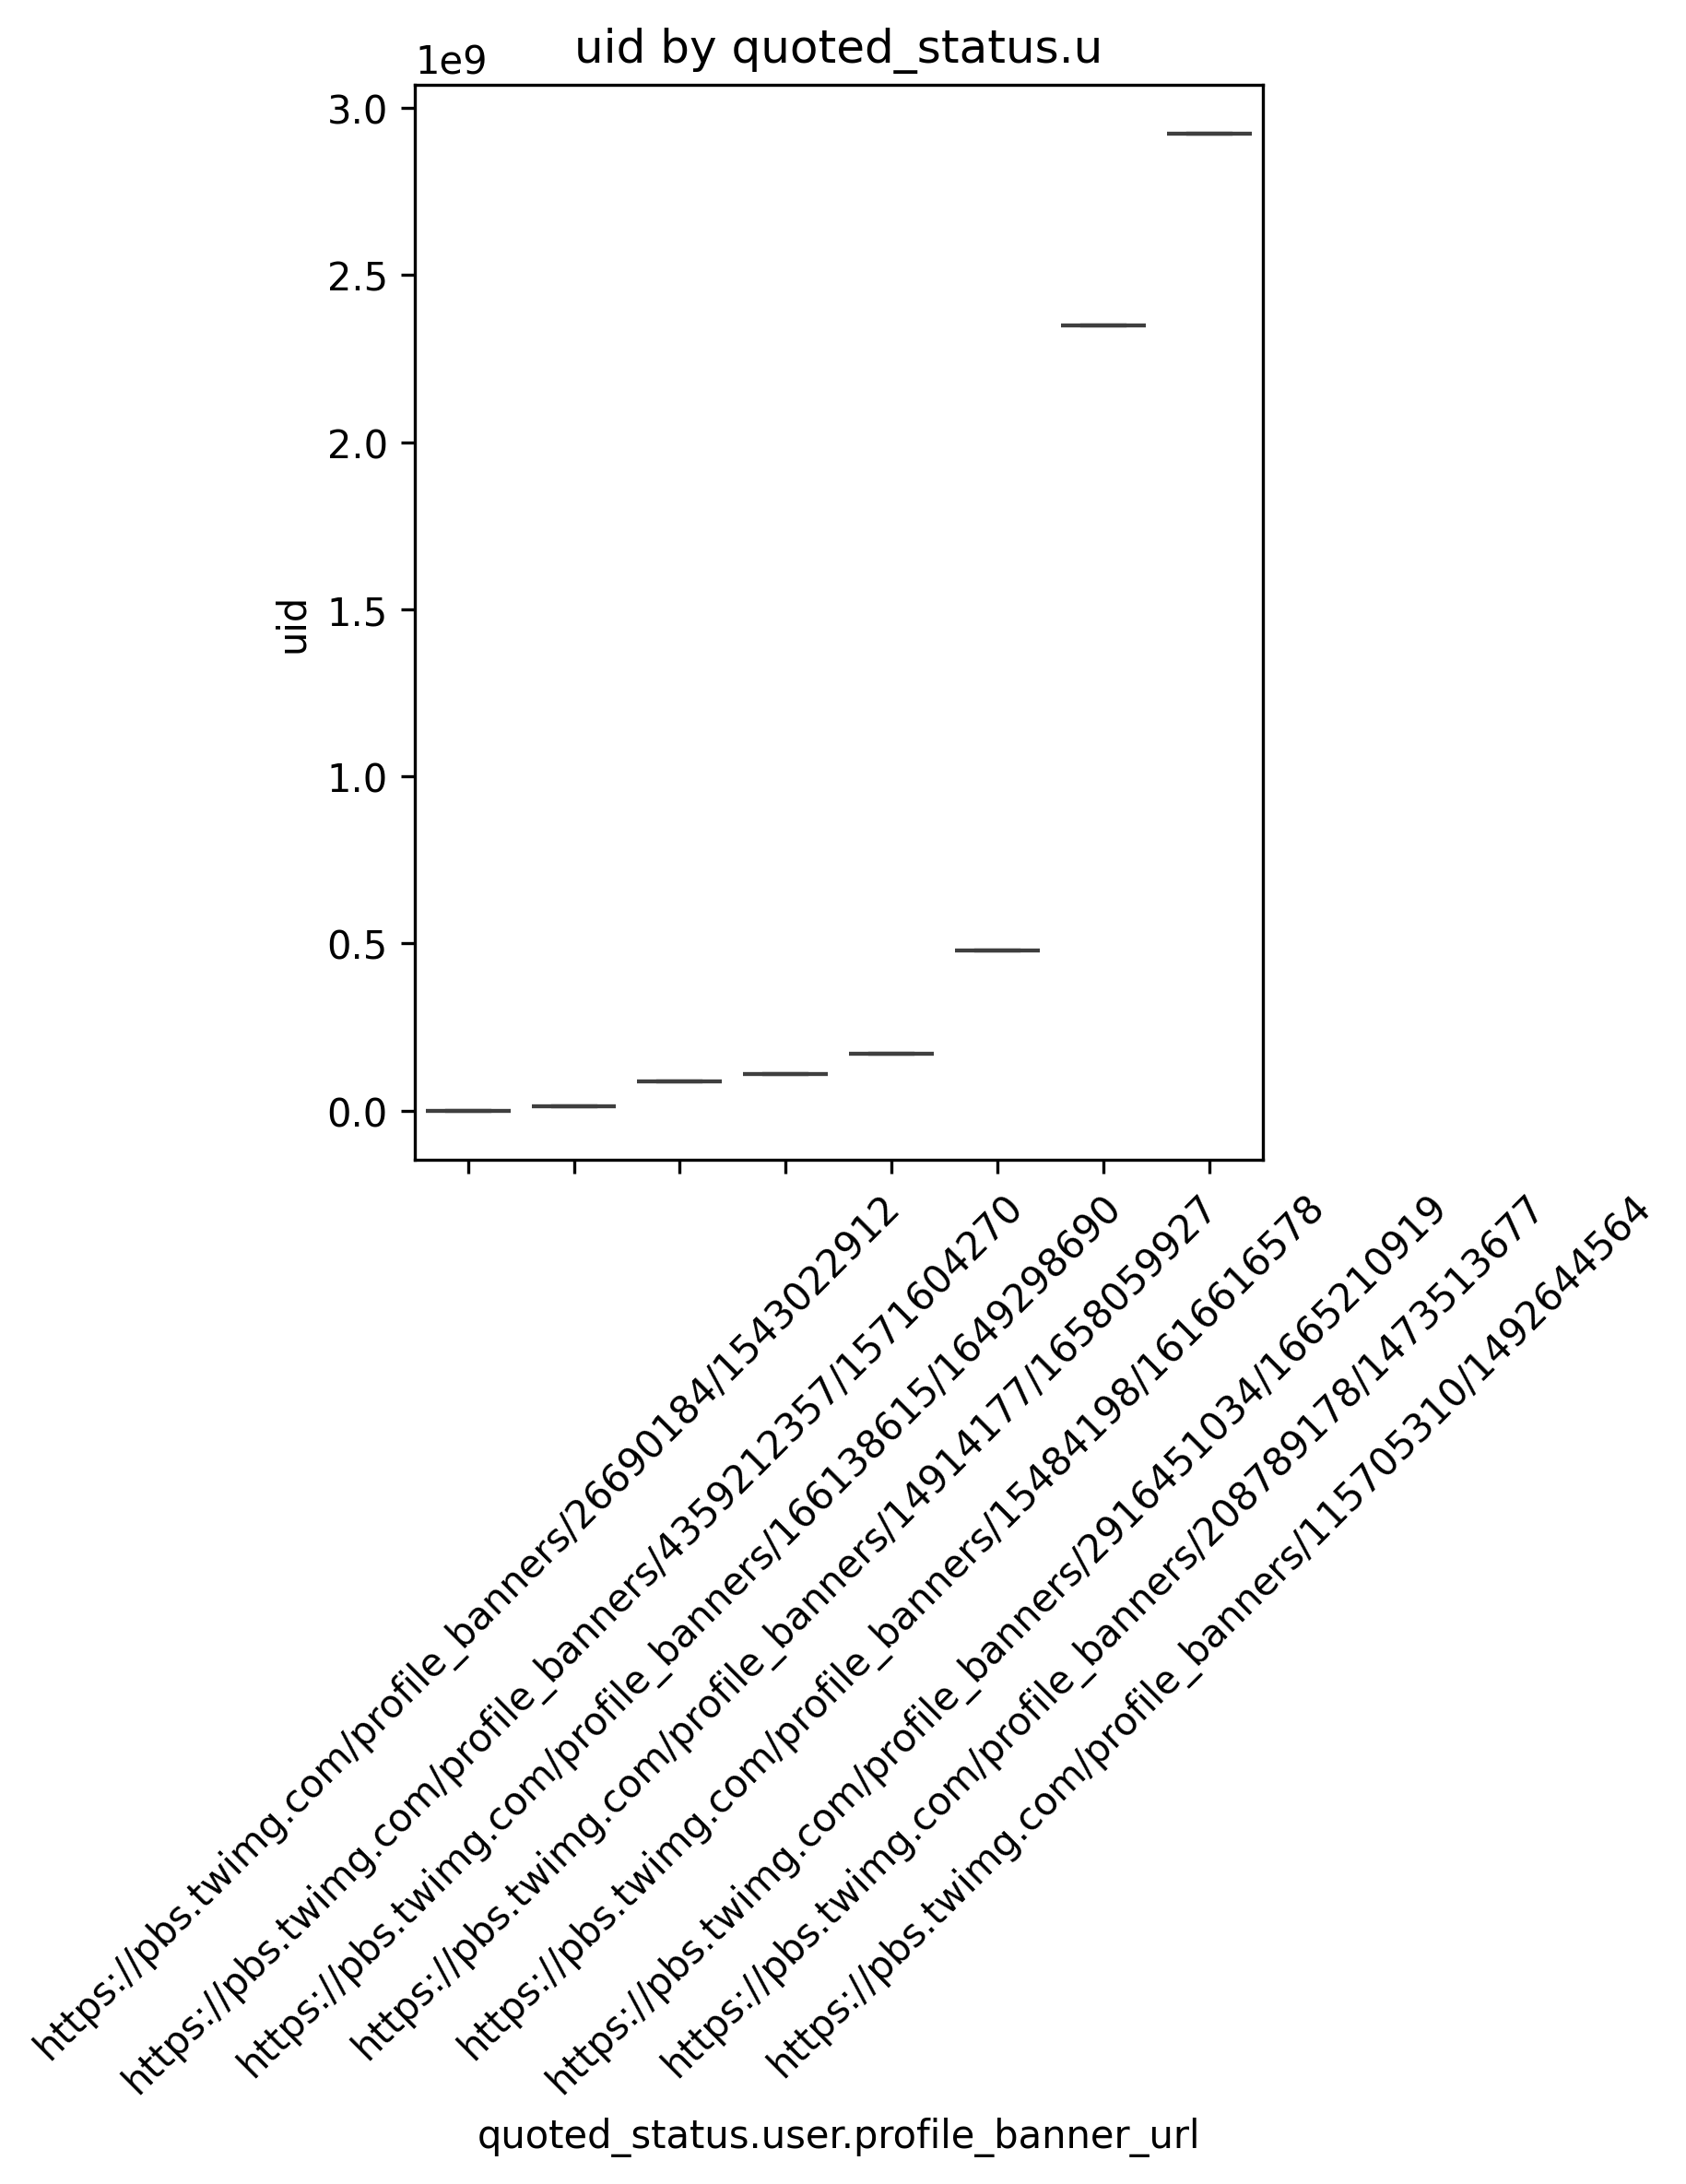 uid by quoted_status.u
1e9
3.0
2.5
2.0
1.5
1.0
0.5
0.0
uid
https://pbs.twimg.com/profile_banners/26690184/1543022912
https://pbs.twimg.com/profile_banners/4359212357/1571604270
https://pbs.twimg.com/profile_banners/166138615/1649298690
https://pbs.twimg.com/profile_banners/14914177/1658059927
https://pbs.twimg.com/profile_banners/15484198/1616616578
https://pbs.twimg.com/profile_banners/2916451034/1665210919
https://pbs.twimg.com/profile_banners/208789178/1473513677
https://pbs.twimg.com/profile_banners/115705310/1492644564
quoted_status.user.profile_banner_url